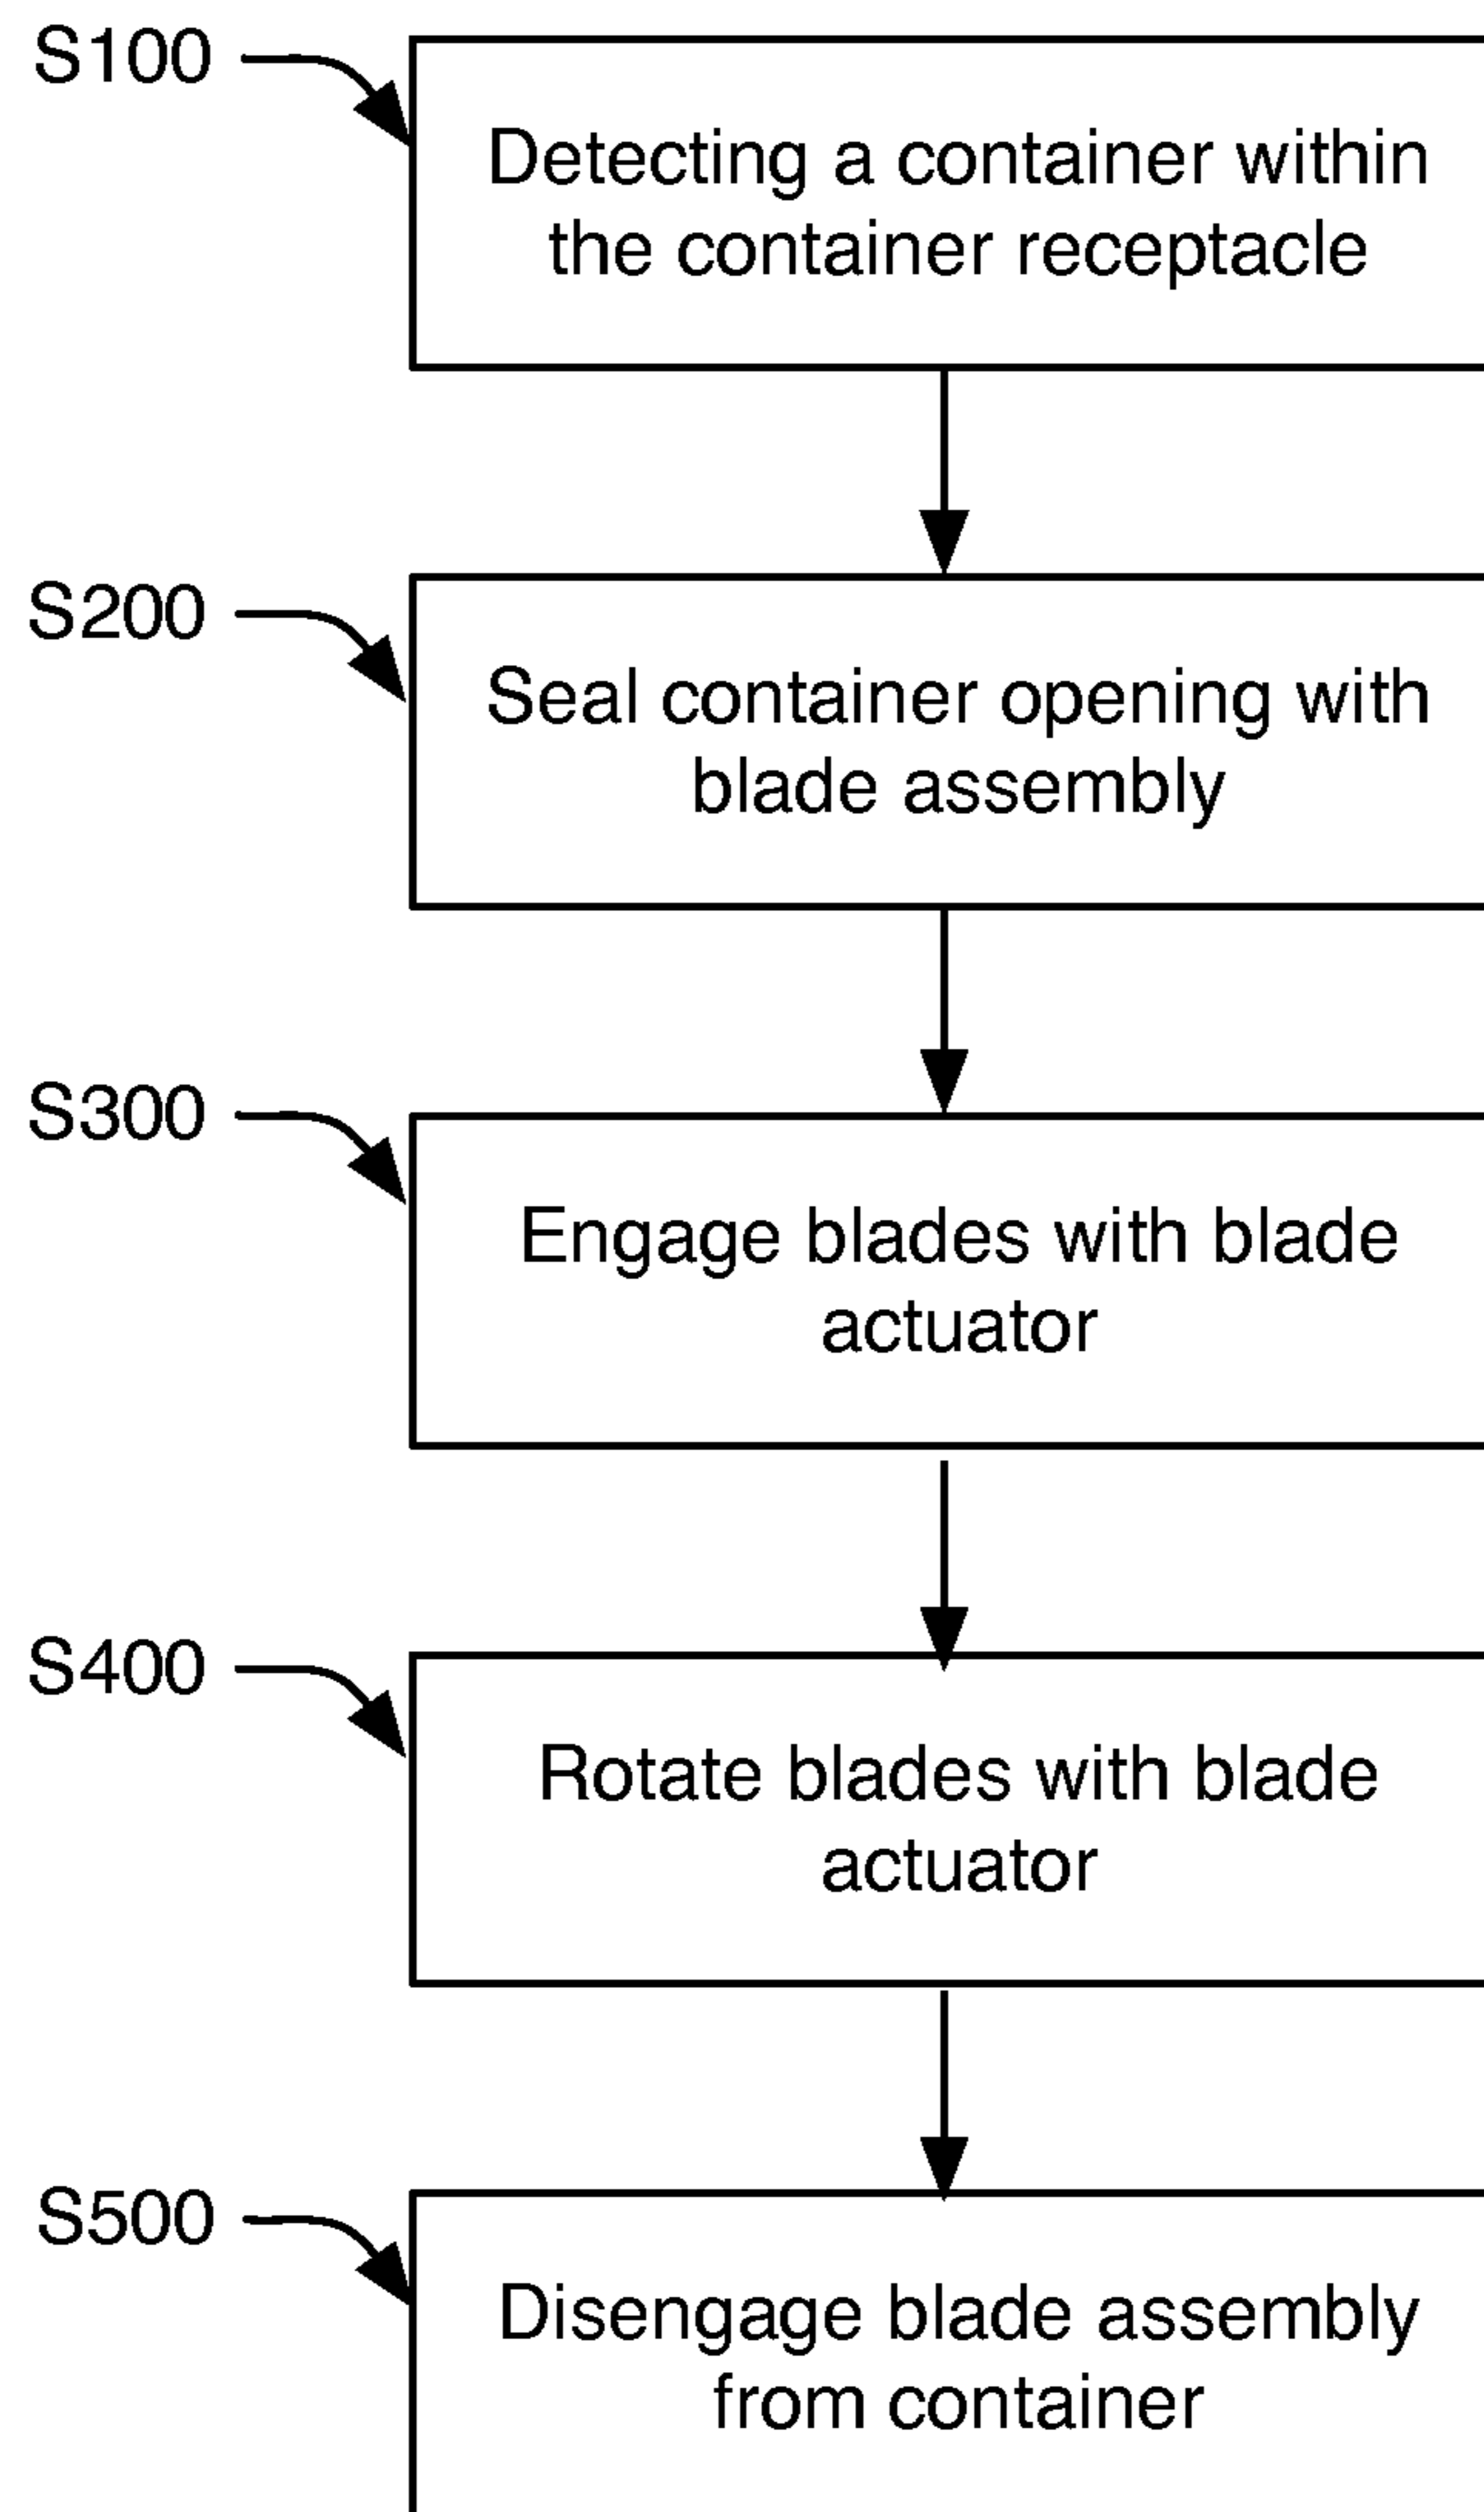 S100
Detecting a container within
the container receptacle
S200
Seal container opening with
blade assembly
S300
Engage blades with blade
actuator
S400
Rotate blades with blade
actuator
S500
Disengage blade assembly
from container